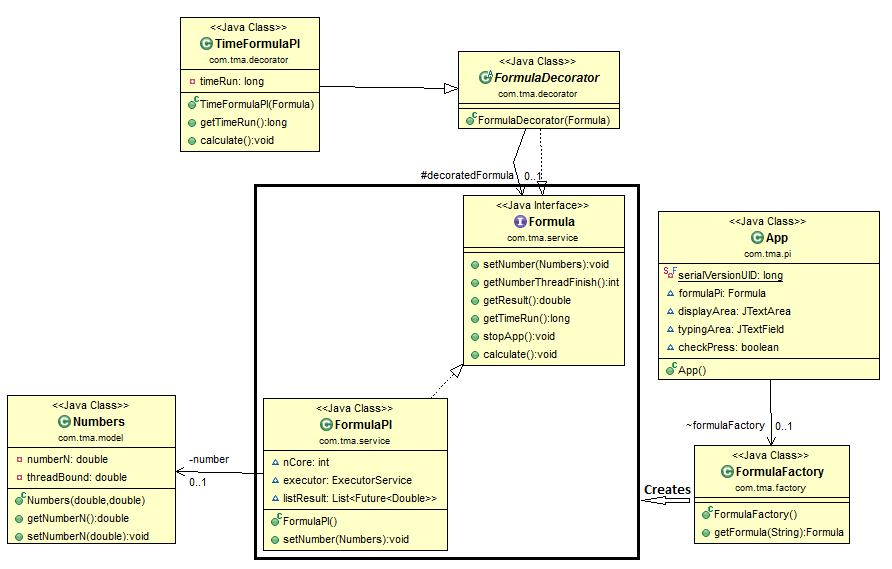 <<Java Class>>
TimeFormulaPI
com.tma.decorator
timeRun: long
TimeFormulaPI(Formula)
getTimeRun():long
calculate():void
<<Java Class>>
FormulaDecorator
com.tma.decorator
FormulaDecorator(Formula)
#decoratedFormula 0..1
<<Java Interface>>
Formula
com.tma.service
setNumber(Numbers):void
getNumberThreadFinish():int
getResult():double
getTimeRun():long
stopApp():void
calculate():void
<<Java Class>>
App
com.tma.pi
serialVersionUID: long
formulaPi: Formula
displayArea: JTextArea
typingArea: JTextField
checkPress: boolean
App()
~formulaFactory 0..1
<<Java Class>>
Numbers
com.tma.model
numberN: double
threadBound: double
Numbers(double,double)
getNumberN():double
setNumberN(double):void
-number
0..1
<<Java Class>>
FormulaPI
com.tma.service
nCore: int
executor: ExecutorService
listResult: List<Future<Double>>
FormulaPI()
setNumber(Numbers):void
Creates
<<Java Class>>
FormulaFactory
com.tma.factory
FormulaFactory()
getFormula(String):Formula